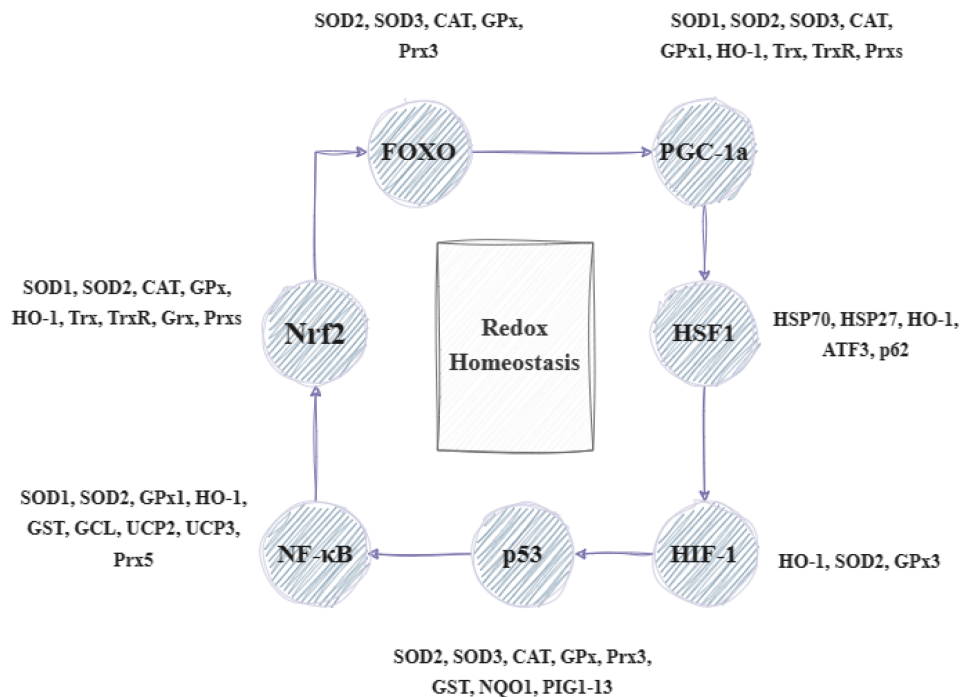 SOD2, SOD3, CAT, GPx,
Prx3
SOD1, SOD2, SOD3, CAT,
GPx1, HO-1, Trx, TrxR, Prxs
FOXO
PGC-1a
SOD1, SOD2, CAT, GPx,
HO-1, Trx, TrxR, Grx, Prxs
Nrf2
Redox
Homeostasis
HSF1
HSP70, HSP27, HO-1,
ATF3, p62
SOD1, SOD2, GPx1, HO-1,
GST, GCL, UCP2, UCP3,
Prx5
NF-κB
p53
HIF-1
HO-1, SOD2, GPx3
SOD2, SOD3, CAT, GPx, Prx3,
GST, NQO1, PIG1-13